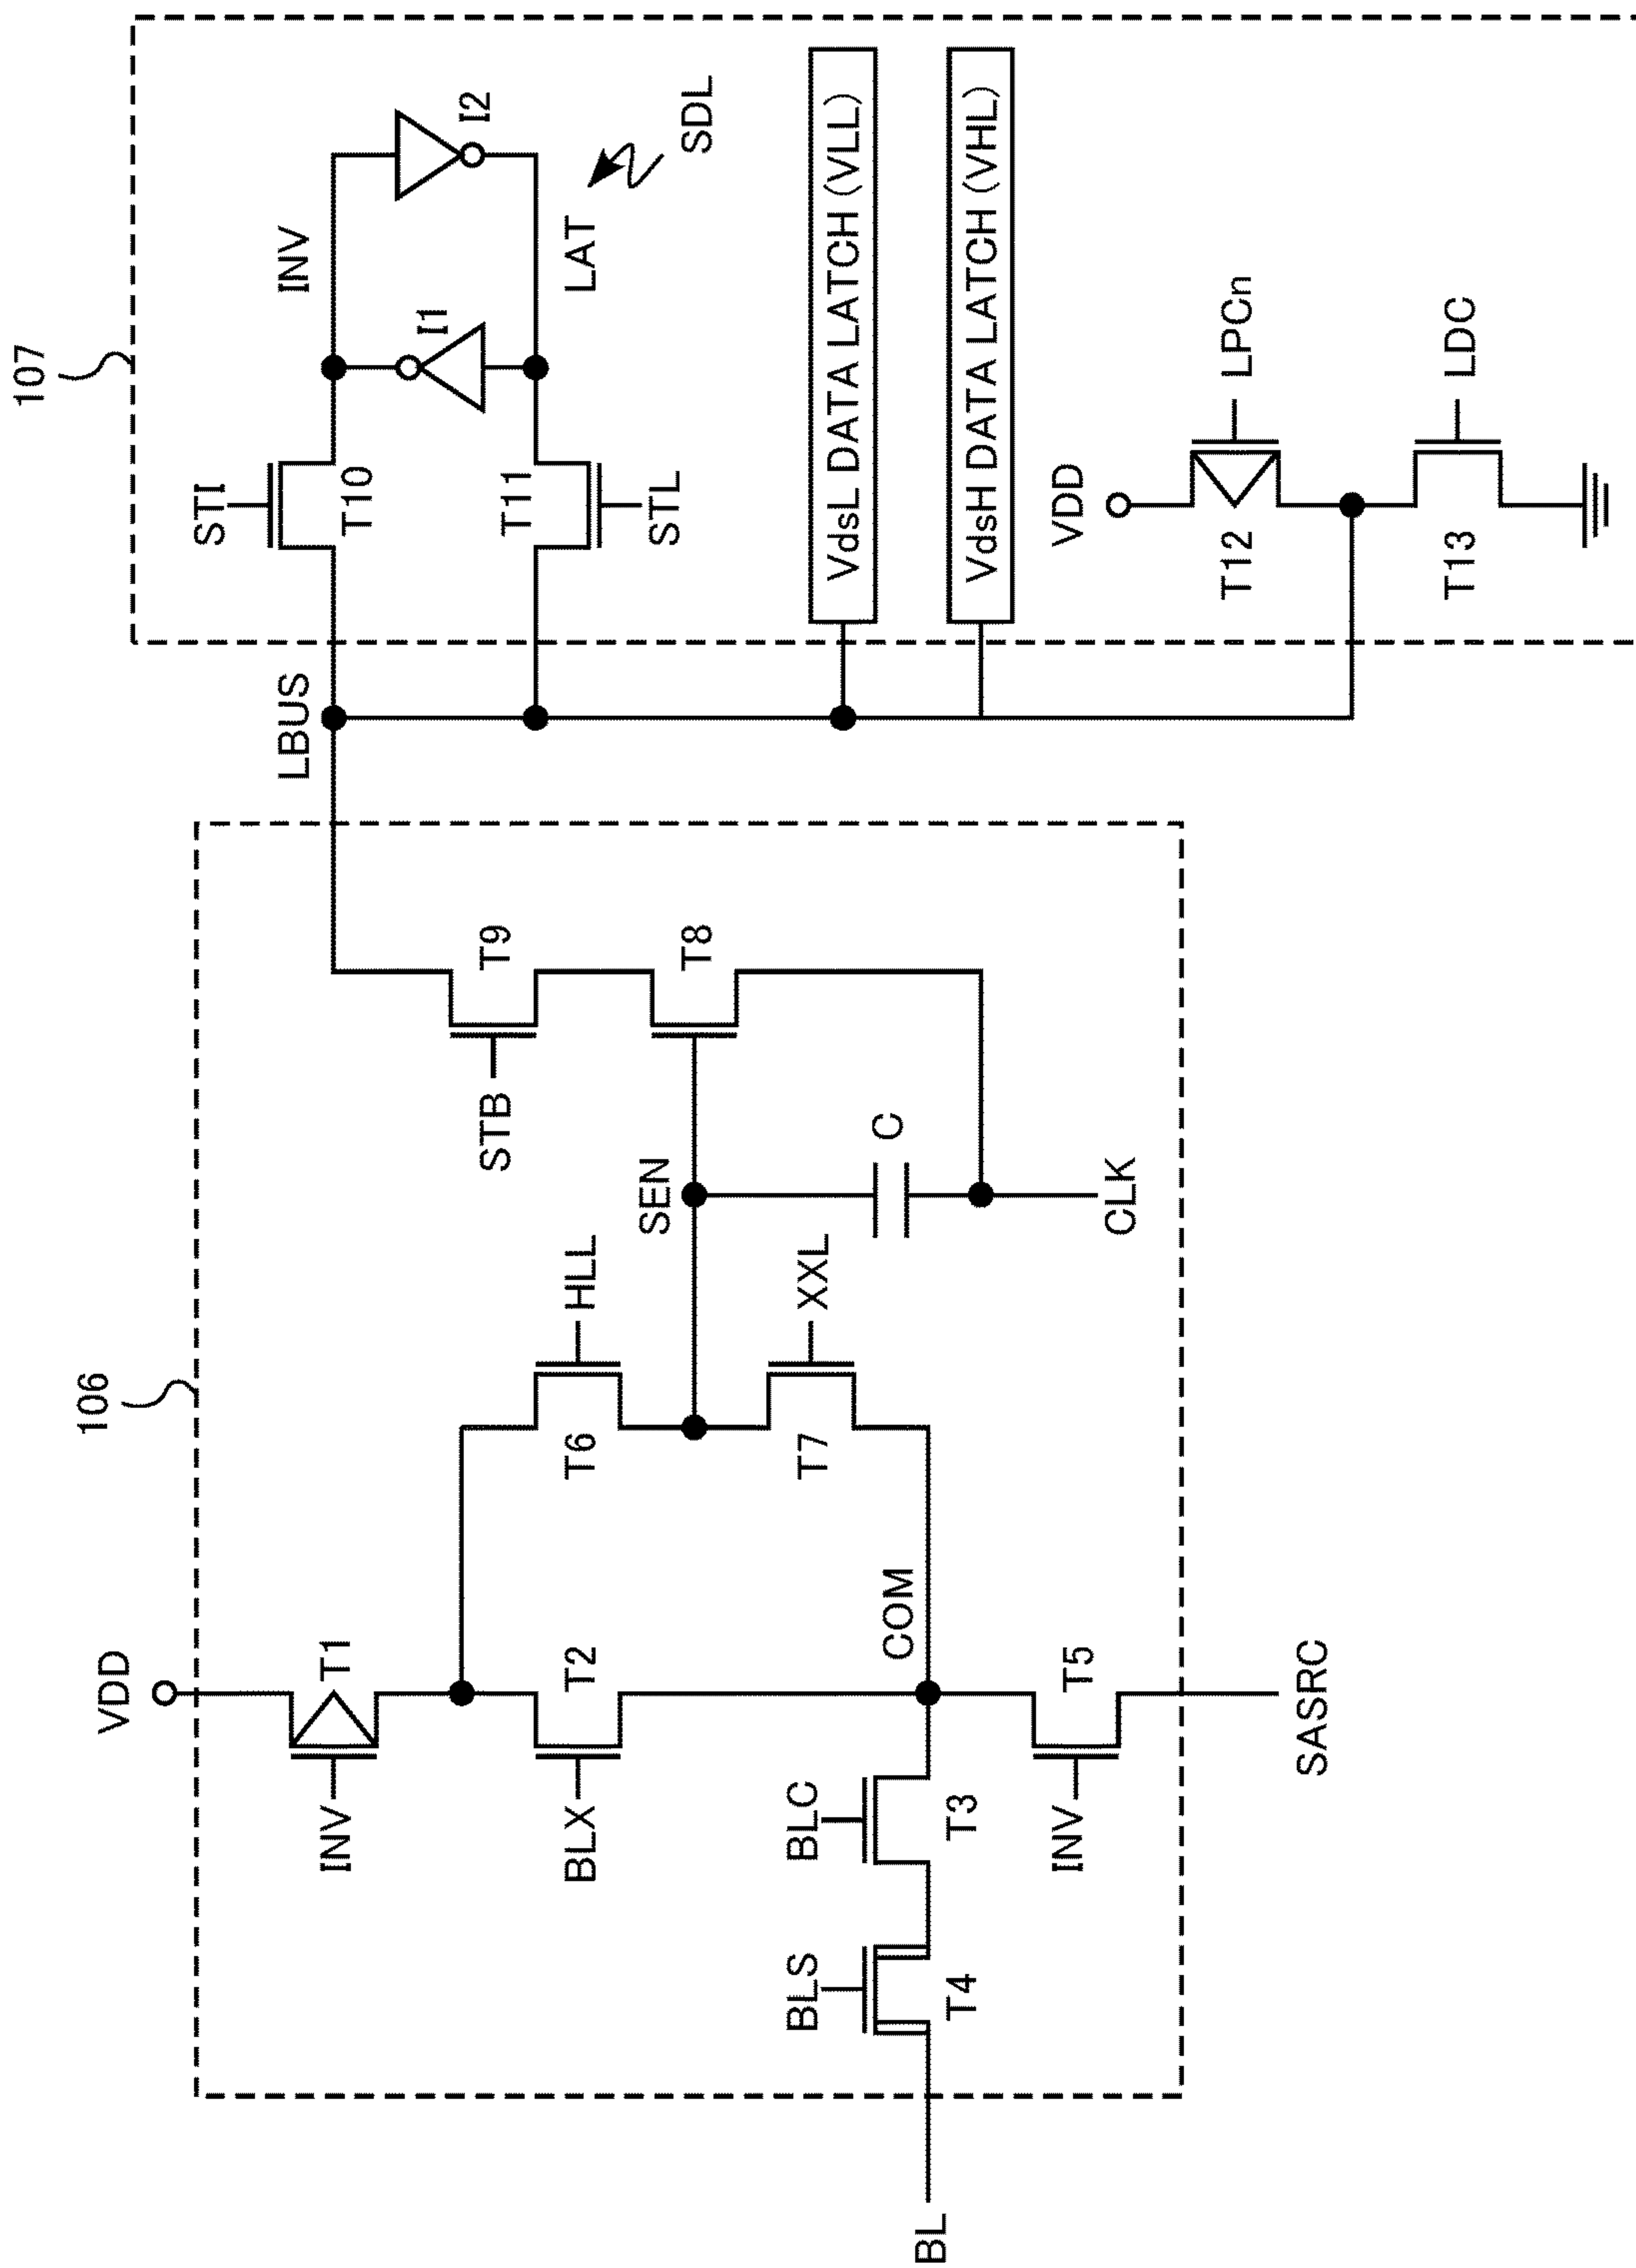 106
107
VDD
INV
T1
BLX
T2
HLL
T6
SEN
XXL
T7
COM
BLC
T3
BLS
T4
BL
INV
T5
SASRC
STB
T9
T8
C
CLK
LBUS
STI
T10
INV
I1
I2
T11
STL
LAT
SDL
VdsL DATA LATCH (VLL)
VdsH DATA LATCH (VHL)
VDD
T12
LPCn
T13
LDC